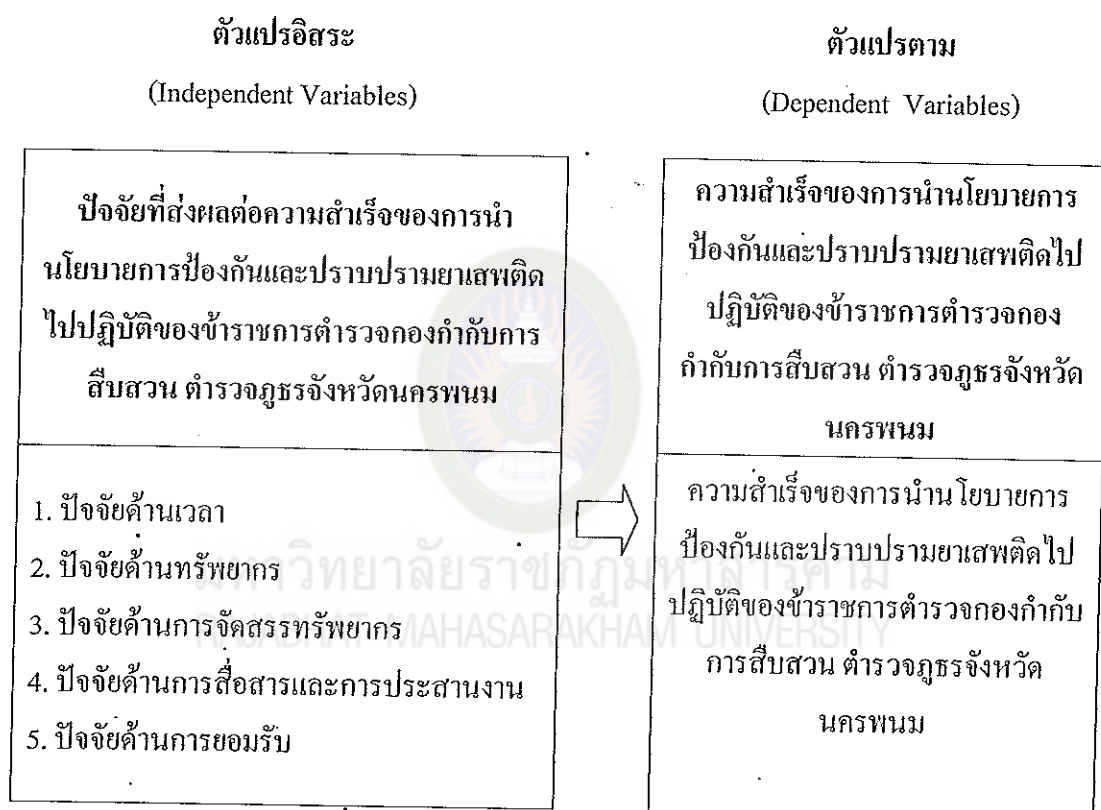 ตัวแปรอิสระ
(Independent Variables)
ปัจจัยที่ส่งผลต่อความสำเร็จของการนำ
นโยบายการป้องกันและปราบปรามยาเสพติด
ไปปฏิบัติของข้าราชการตำรวจกองกำกับการ
สืบสวน ตำรวจภูธรจังหวัดนครพนม
1. ปัจจัยด้านเวลา
2. ปัจจัยด้านทรัพยากร
3. ปัจจัยด้านการจัดสรรทรัพยากร
4. ปัจจัยด้านการสื่อสารและการประสานงาน
5. ปัจจัยด้านการยอมรับ
ตัวแปรตาม
(Dependent Variables)
ความสำเร็จของการนำนโยบายการ
ป้องกันและปราบปรามยาเสพติดไป
ปฏิบัติของข้าราชการตำรวจกอง
กำกับการสืบสวน ตำรวจภูธรจังหวัด
นครพนม
ความสำเร็จของการนำนโยบายการ
ป้องกันและปราบปรามยาเสพติดไป
ปฏิบัติของข้าราชการตำรวจกองกำกับ
การสืบสวน ตำรวจภูธรจังหวัด
นครพนม
มหาวิทยาลัยราชภัฏมหาสารคาม
RAJABHAT MAHASARAKHAM UNIVERSITY